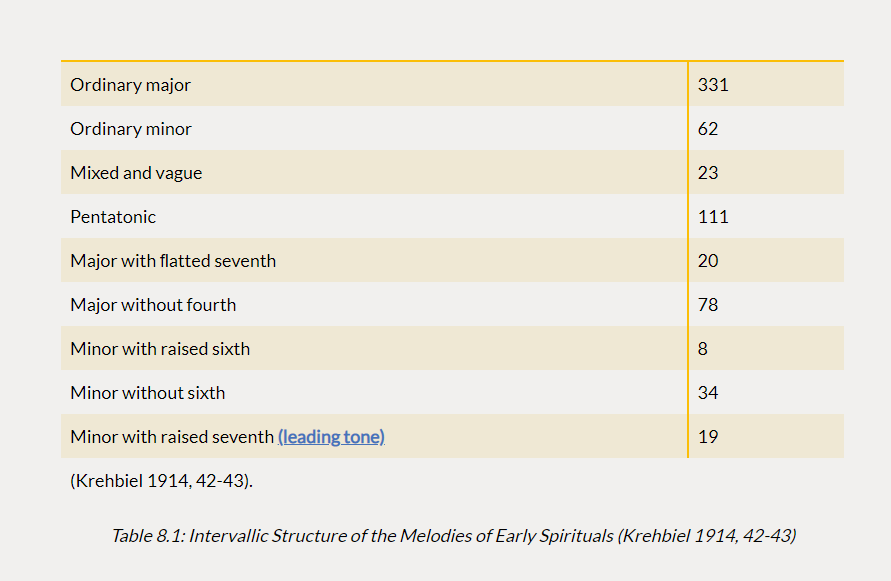 Ordinary major 331
Ordinary minor 62
Mixed and vague 23
Pentatonic 111
Major with flatted seventh 20
Major without fourth 78
Minor with raised sixth 8
Minor without sixth 34
Minor with raised seventh (leading tone) 19
(Krehbiel 1914, 42-43).
Table 8.1: Intervallic Structure of the Melodies of Early Spirituals (Krehbiel 1914, 42-43)